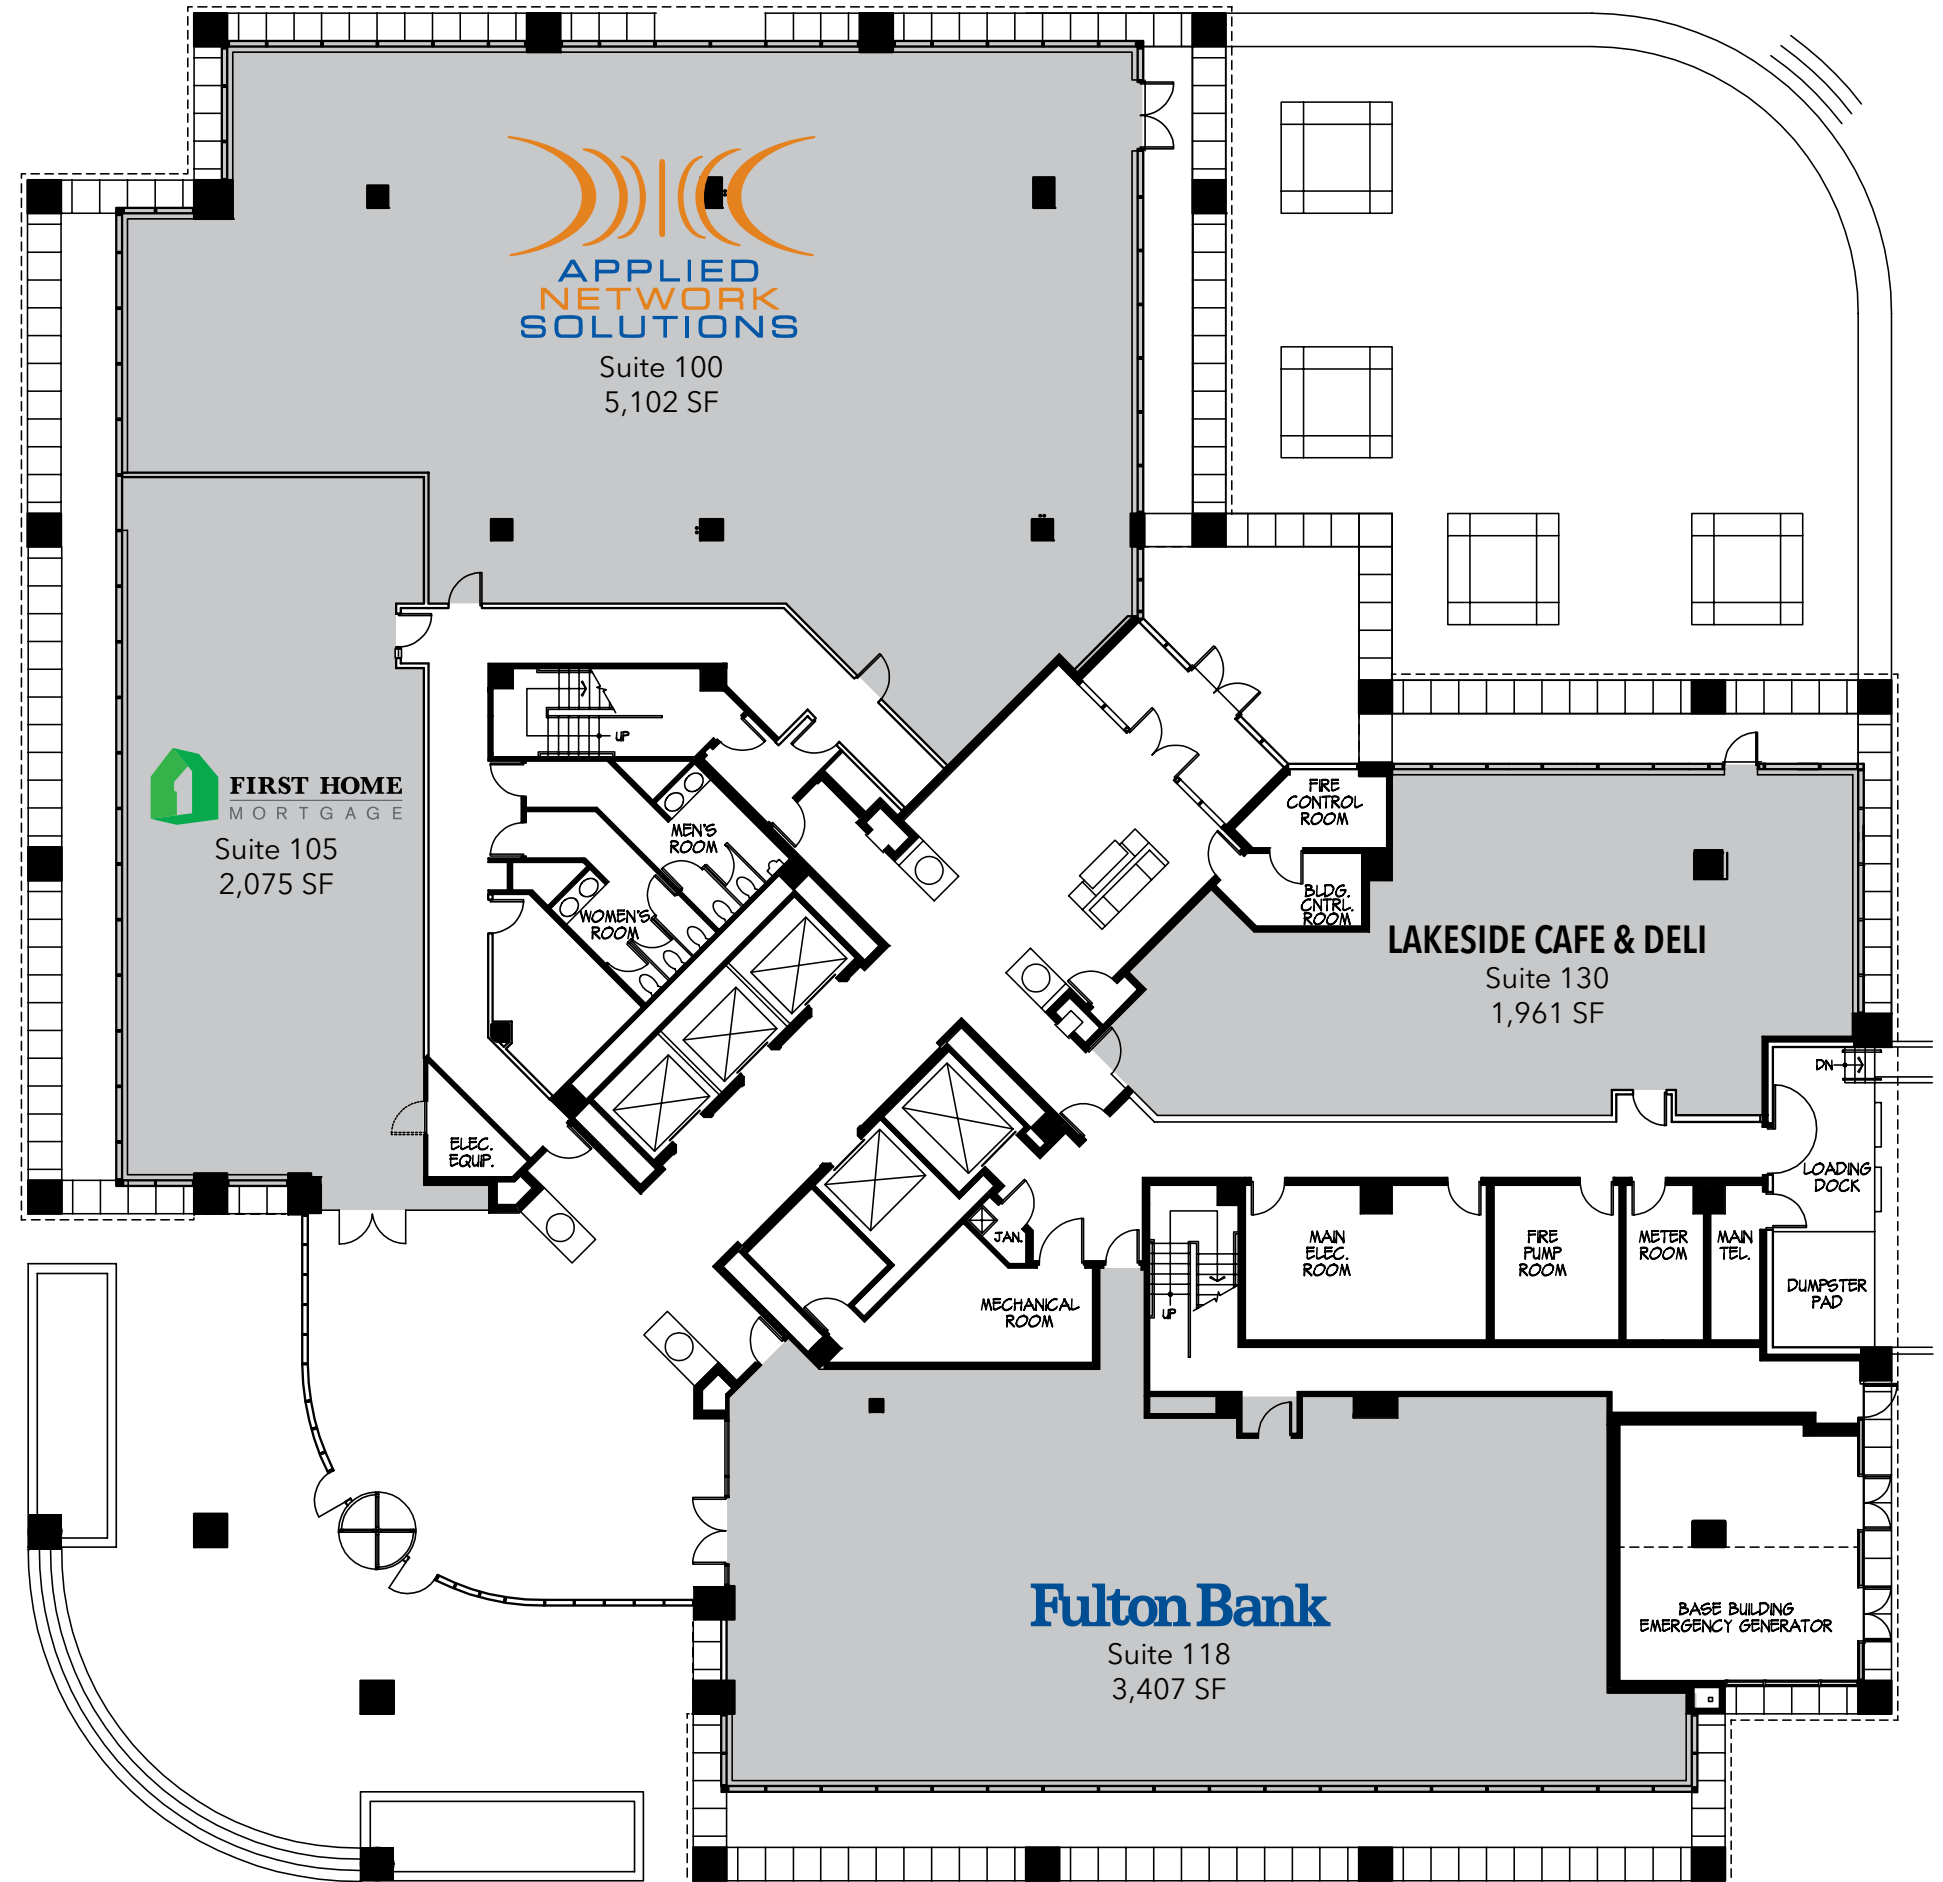 APPLIED
NETWORK
SOLUTIONS
Suite 100
5,102 SF
FIRST HOME
MORTGAGE
Suite 105
2,075 SF
UP
MEN'S
ROOM
WOMEN'S
ROOM
FIRE
CONTROL
ROOM
BLDG.
CNTRL.
ROOM
LAKESIDE CAFE & DELI
Suite 130
1,961 SF
DN
ELEC.
EQUIP.
LOADING
DOCK
JAN.
MECHANICAL
ROOM
UP
MAIN
ELEC.
ROOM
FIRE
PUMP
ROOM
METER
ROOM
MAIN
TEL.
DUMPSTER
PAD
Fulton Bank
Suite 118
3,407 SF
BASE BUILDING
EMERGENCY GENERATOR